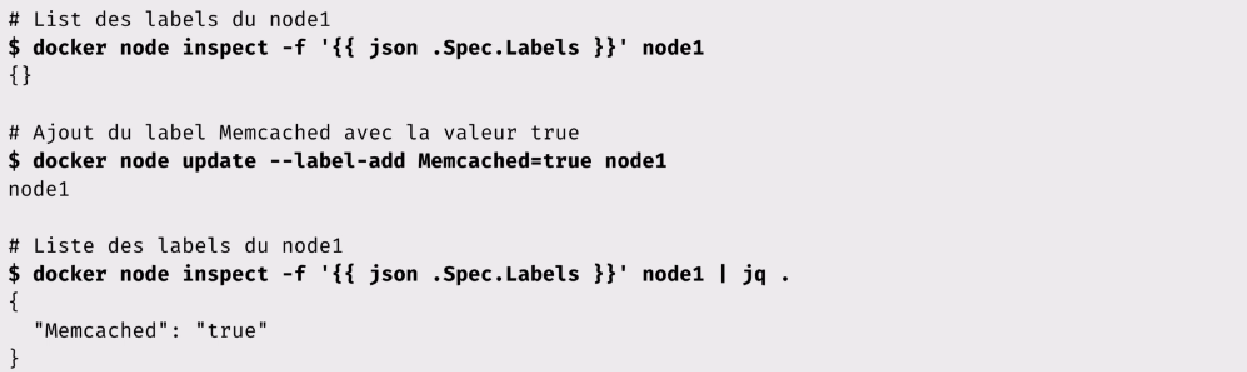 # List des labels du node1
$ docker node inspect -f '{{ json .Spec.Labels }}' node1
{}
# Ajout du label Memcached avec la valeur true
$ docker node update --label-add Memcached=true node1
node1
# Liste des labels du node1
$ docker node inspect -f '{{ json .Spec.Labels }}' node1 | jq .
{
  "Memcached": "true"
}